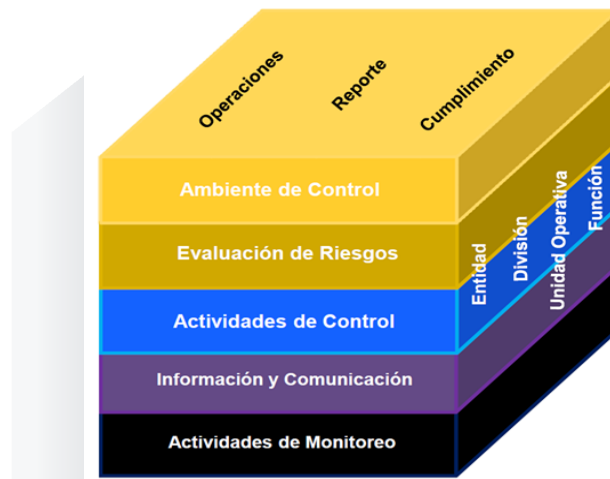 Operaciones
Reporte
Cumplimiento
Ambiente de Control
Evaluación de Riesgos
Actividades de Control
Información y Comunicación
Actividades de Monitoreo
Entidad
División
Unidad Operativa
Función